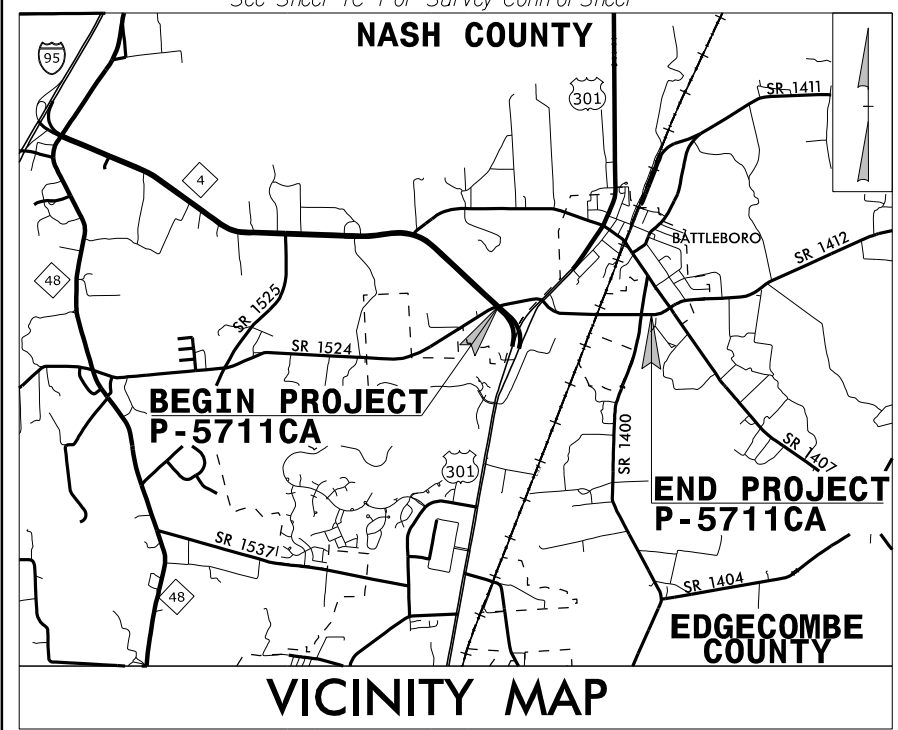 See Sheet 1C-1 For Survey Control Sheet
NASH COUNTY
95
301
SR 1411
4
BATTLEBORO
SR 1412
48
SR 1525
SR 1524
BEGIN PROJECT
P-5711CA
SR 1400
SR 1407
301
END PROJECT
P-5711CA
SR 1537
SR 1404
48
EDGECOMBE
COUNTY
VICINITY MAP